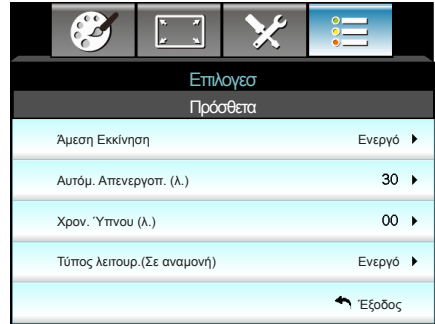 Επιλογεσ
Πρόσθετα
Άμεση Εκκίνηση Ενεργό
Αυτόμ. Απενεργοπ. (λ.) 30
Χρον. Ύπνου (λ.) 00
Τύπος λειτουρ.(Σε αναμονή) Ενεργό
Έξοδος